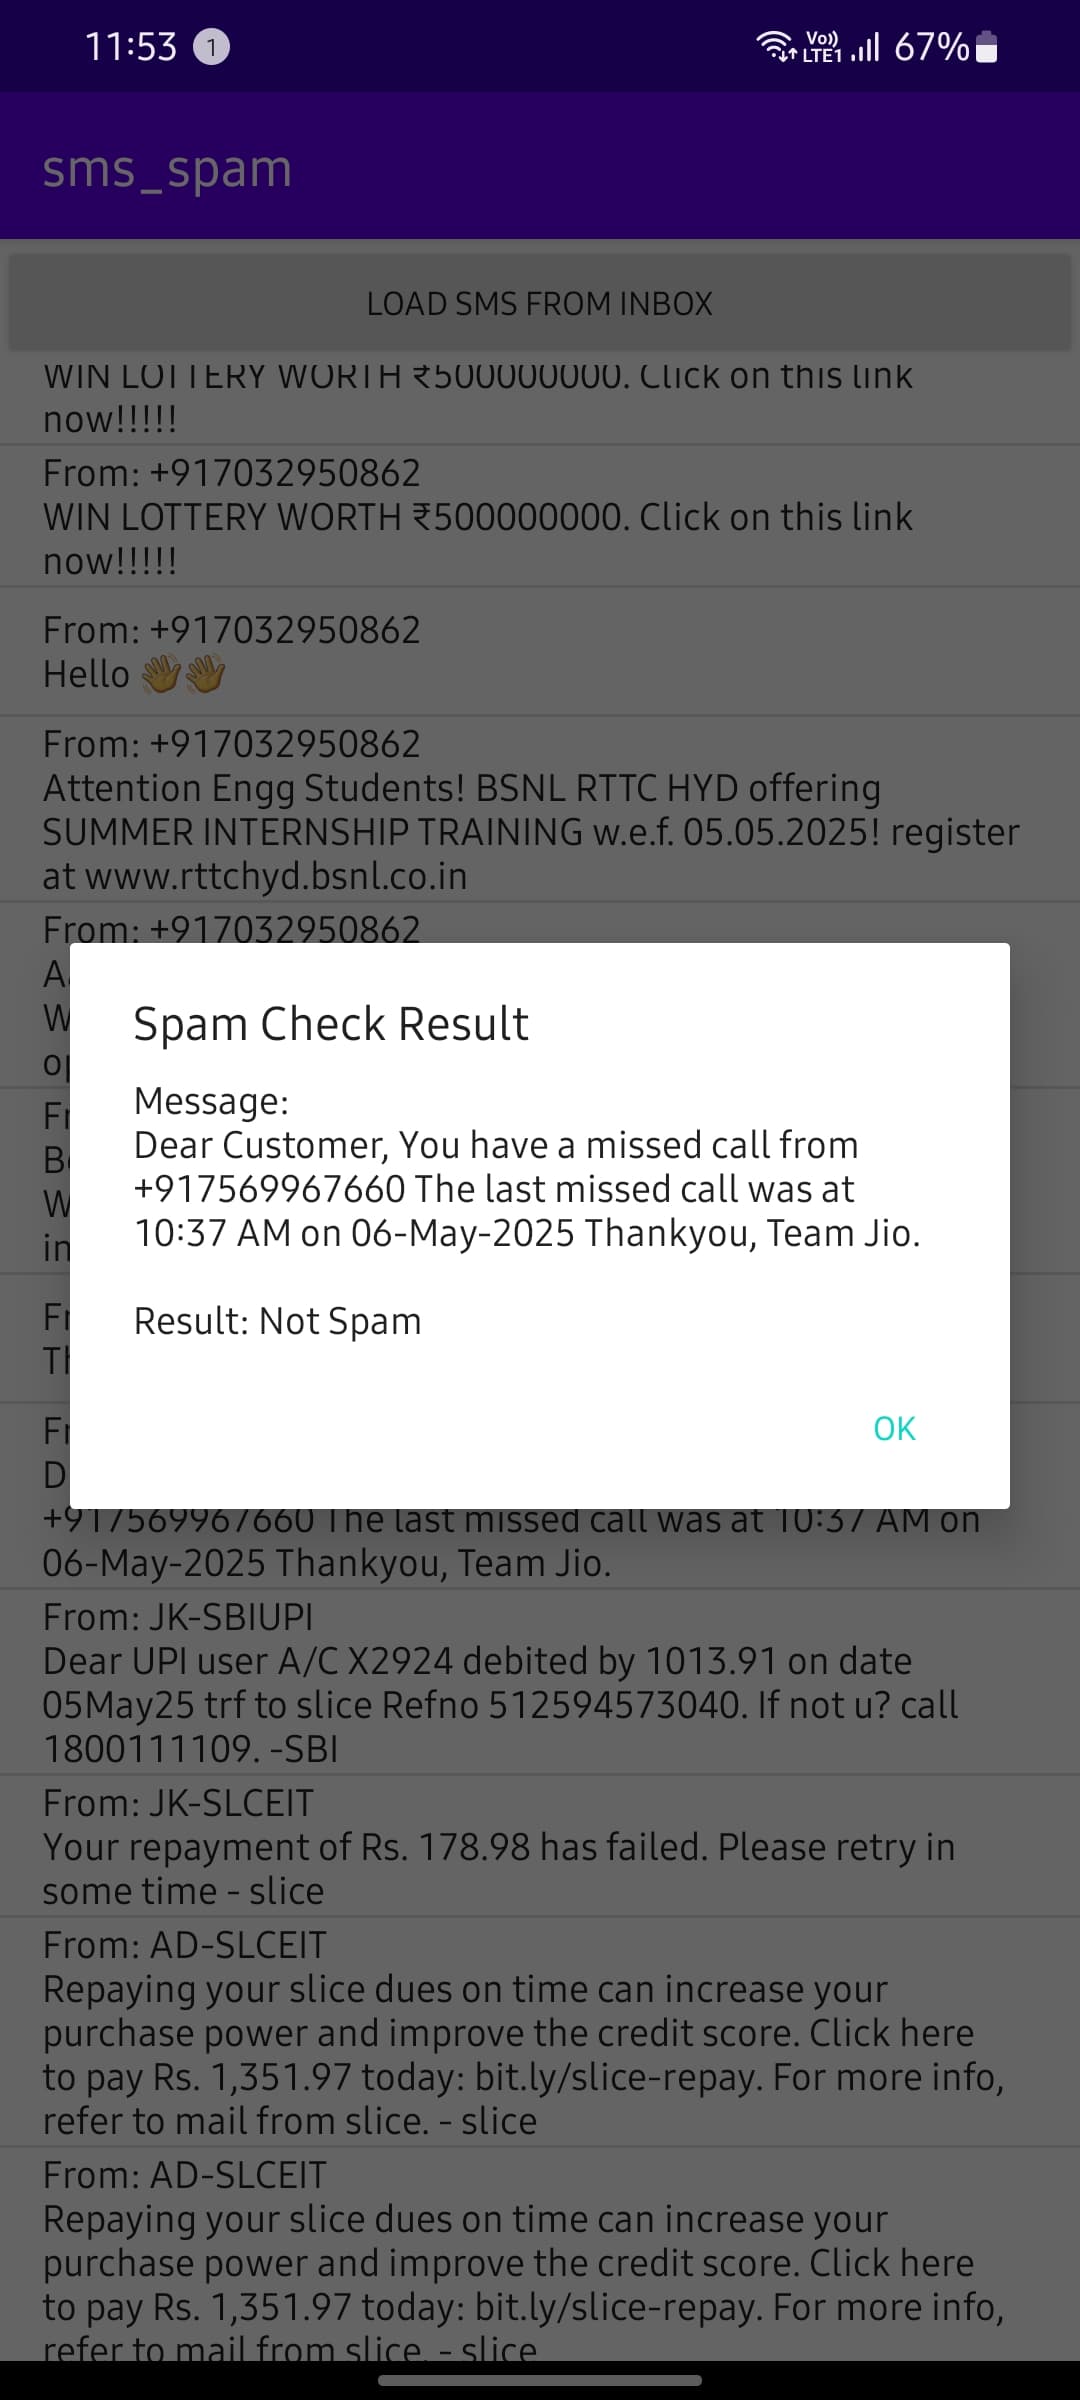 11:53 1 Vo)) LTE1 67%
sms_spam
LOAD SMS FROM INBOX
WIN LOTTERY WORTH ₹500000000. Click on this link
now!!!!!
From: +917032950862
WIN LOTTERY WORTH ₹500000000. Click on this link
now!!!!!
From: +917032950862
Hello 👋👋
From: +917032950862
Attention Engg Students! BSNL RTTC HYD offering
SUMMER INTERNSHIP TRAINING w.e.f. 05.05.2025! register
at www.rttchyd.bsnl.co.in
From: +917032950862
Spam Check Result
Message:
Dear Customer, You have a missed call from
+917569967660 The last missed call was at
10:37 AM on 06-May-2025 Thankyou, Team Jio.
Result: Not Spam
OK
+917569967660 The last missed call was at 10:37 AM on
06-May-2025 Thankyou, Team Jio.
From: JK-SBIUPI
Dear UPI user A/C X2924 debited by 1013.91 on date
05May25 trf to slice Refno 512594573040. If not u? call
1800111109. -SBI
From: JK-SLCEIT
Your repayment of Rs. 178.98 has failed. Please retry in
some time - slice
From: AD-SLCEIT
Repaying your slice dues on time can increase your
purchase power and improve the credit score. Click here
to pay Rs. 1,351.97 today: bit.ly/slice-repay. For more info,
refer to mail from slice. - slice
From: AD-SLCEIT
Repaying your slice dues on time can increase your
purchase power and improve the credit score. Click here
to pay Rs. 1,351.97 today: bit.ly/slice-repay. For more info,
refer to mail from slice. - slice